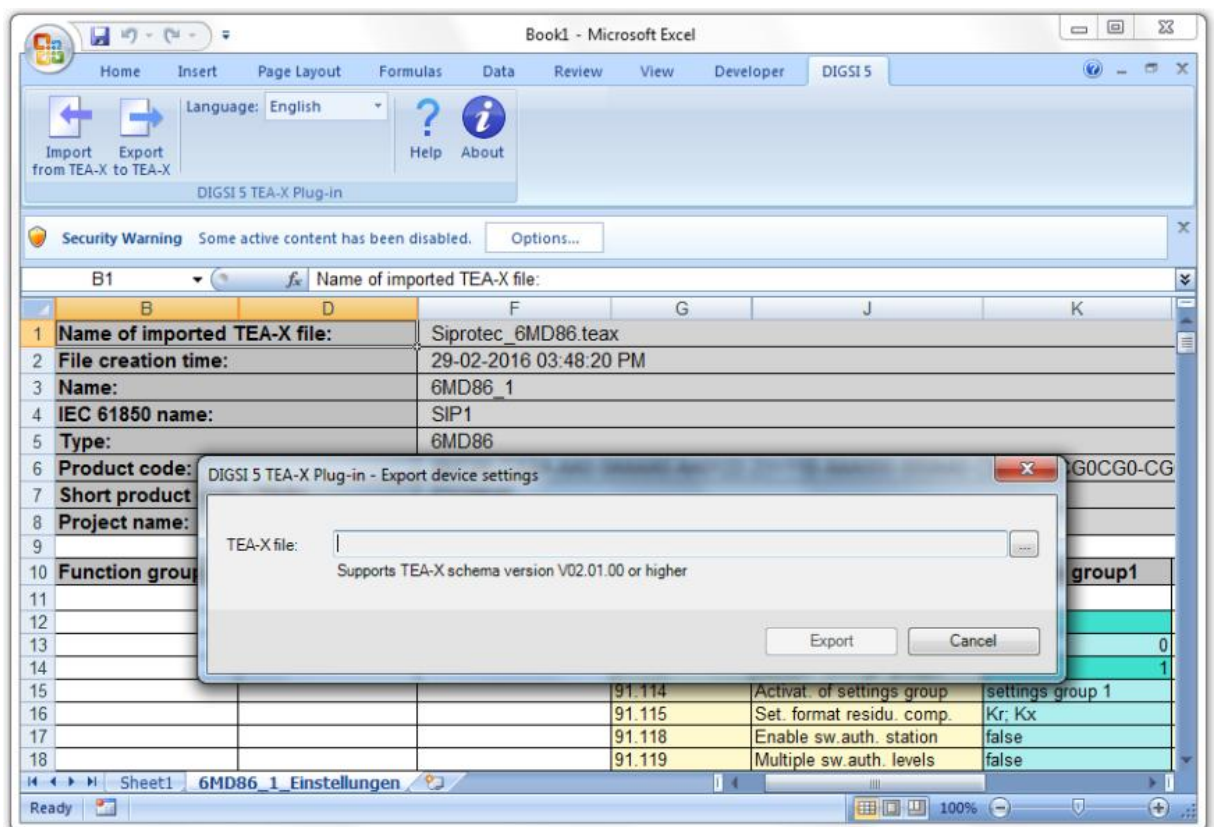 Book1 - Microsoft Excel
Home Insert Page Layout Formulas Data Review View Developer DIGSI 5
Language: English
Import from TEA-X
Export to TEA-X
Help About
DIGSI 5 TEA-X Plug-in
Security Warning Some active content has been disabled. Options...
B1 fx Name of imported TEA-X file:
B D F G J K
1 Name of imported TEA-X file: Siprotec_6MD86.teax
2 File creation time: 29-02-2016 03:48:20 PM
3 Name: 6MD86_1
4 IEC 61850 name: SIP1
5 Type: 6MD86
6 Product code: CG0CG0-CG
7 Short product
8 Project name:
9
10 Function group group1
11
12
13 0
14 1
15 91.114 Activat. of settings group settings group 1
16 91.115 Set. format residu. comp. Kr; Kx
17 91.118 Enable sw.auth. station false
18 91.119 Multiple sw.auth. levels false
DIGSI 5 TEA-X Plug-in - Export device settings
TEA-X file: ...
Supports TEA-X schema version V02.01.00 or higher
Export Cancel
Sheet1 6MD86_1_Einstellungen
Ready 100%